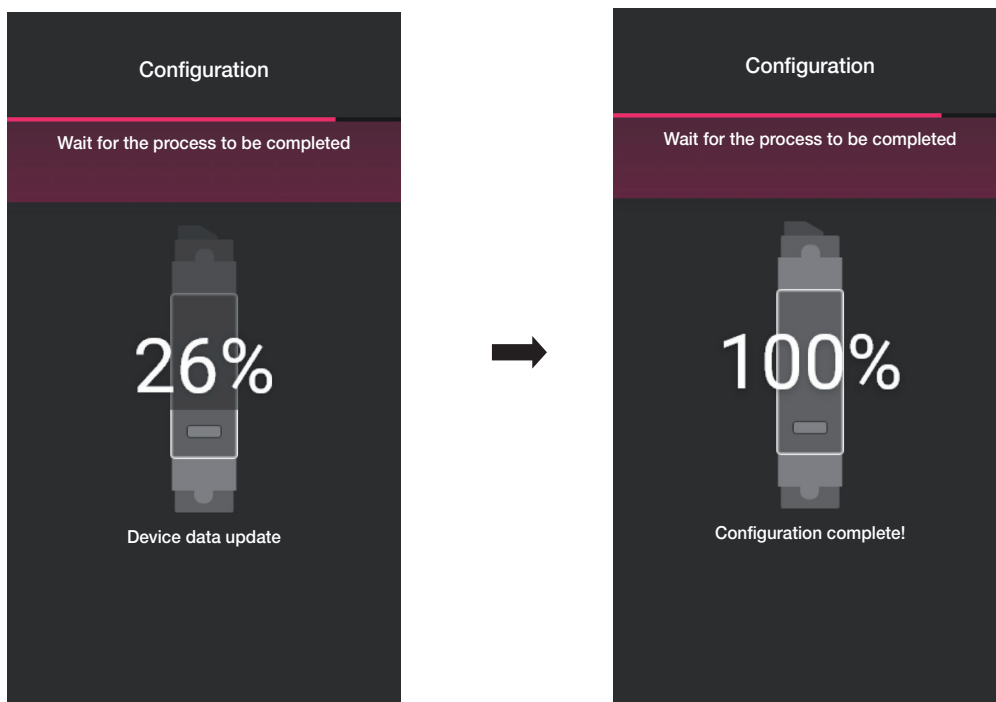 Configuration
Wait for the process to be completed
26%
Device data update
Configuration
Wait for the process to be completed
100%
Configuration complete!